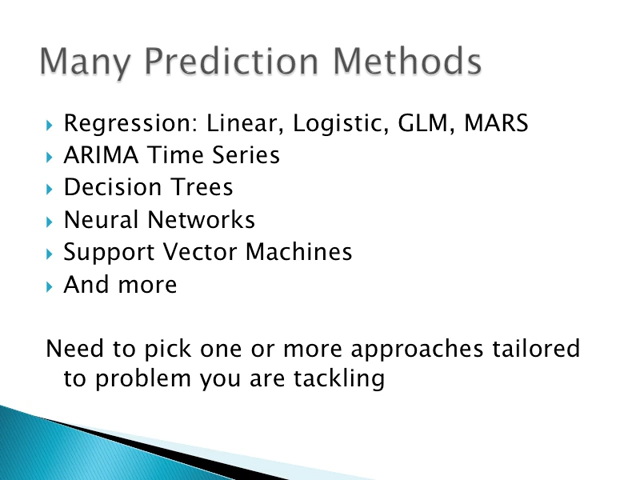 Many Prediction Methods
Regression: Linear, Logistic, GLM, MARS
ARIMA Time Series
Decision Trees
Neural Networks
Support Vector Machines
And more
Need to pick one or more approaches tailored
to problem you are tackling